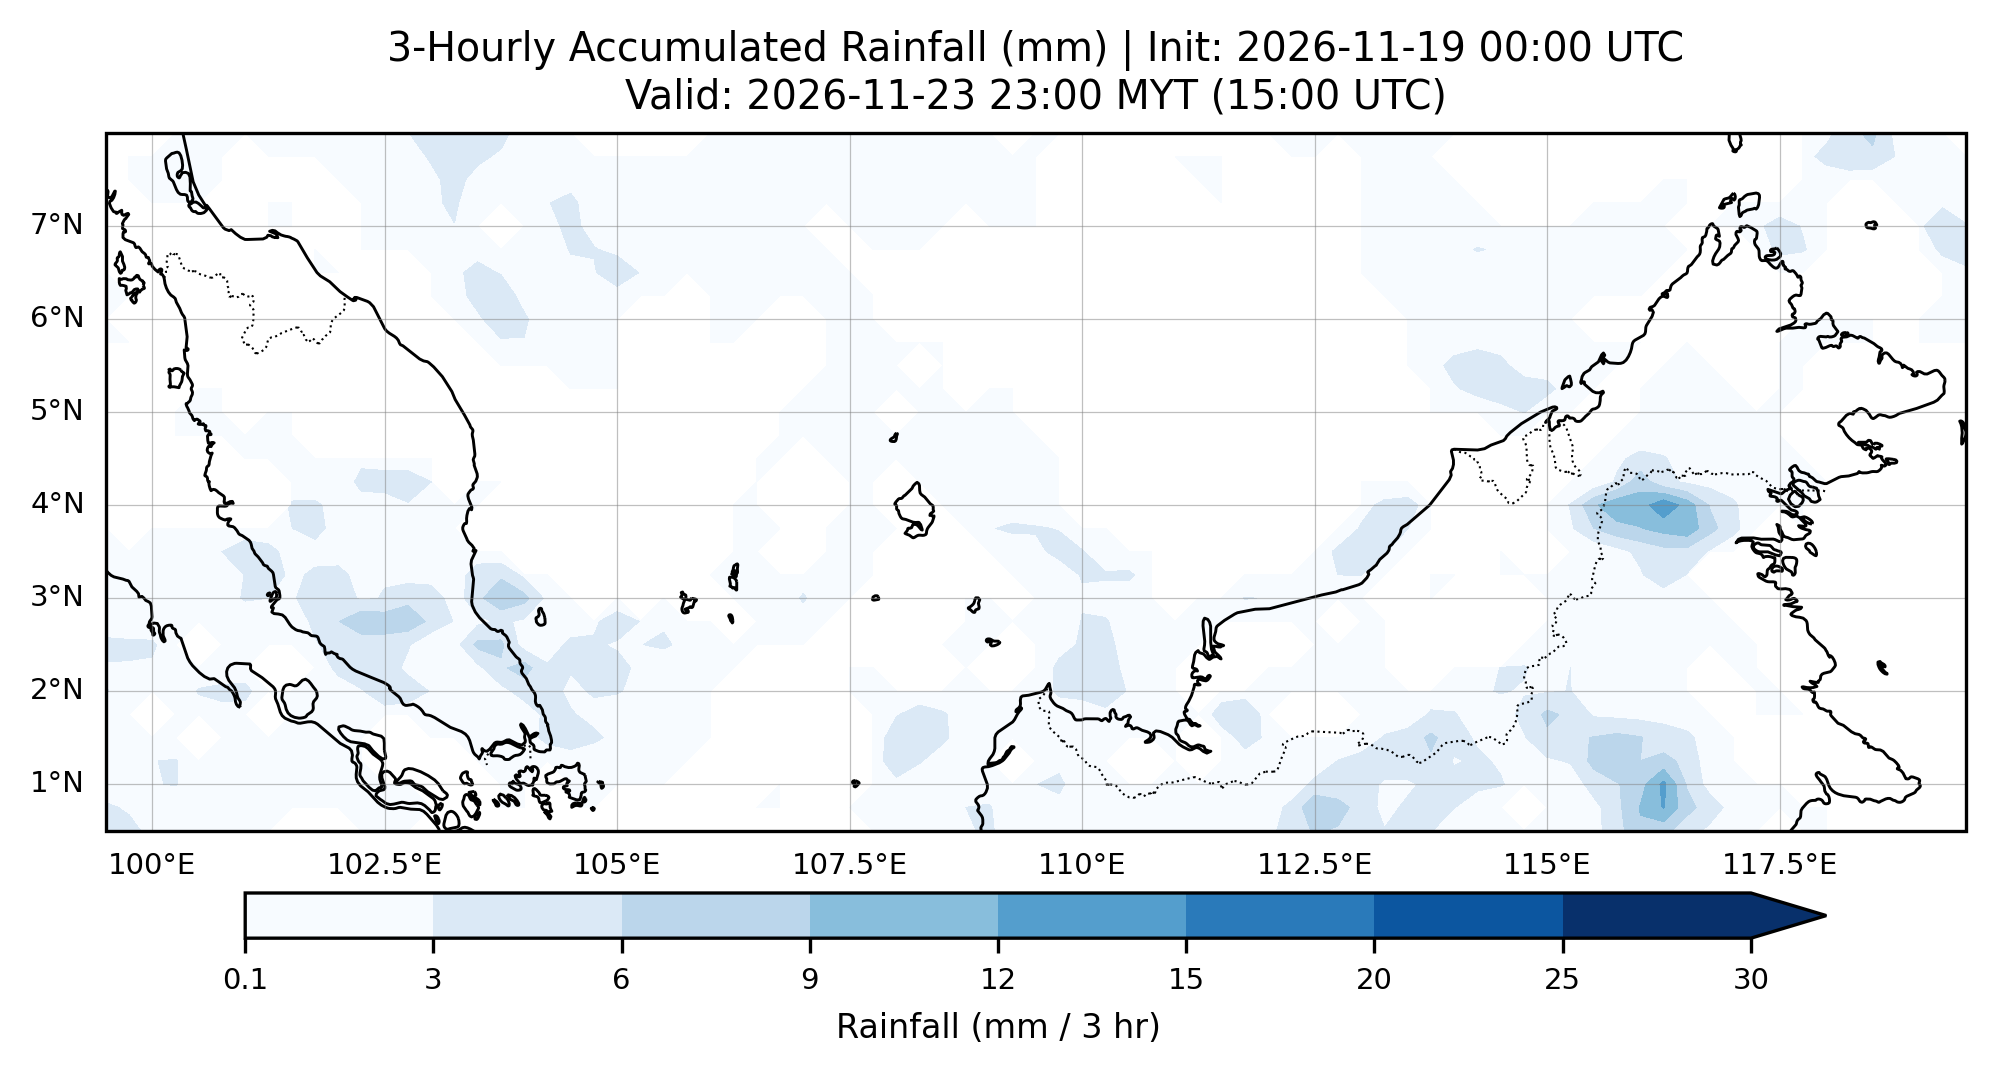 3-Hourly Accumulated Rainfall (mm) | Init: 2026-11-19 00:00 UTC
Valid: 2026-11-23 23:00 MYT (15:00 UTC)
7°N
6°N
5°N
4°N
3°N
2°N
1°N
100°E 102.5°E 105°E 107.5°E 110°E 112.5°E 115°E 117.5°E
0.1 3 6 9 12 15 20 25 30
Rainfall (mm / 3 hr)